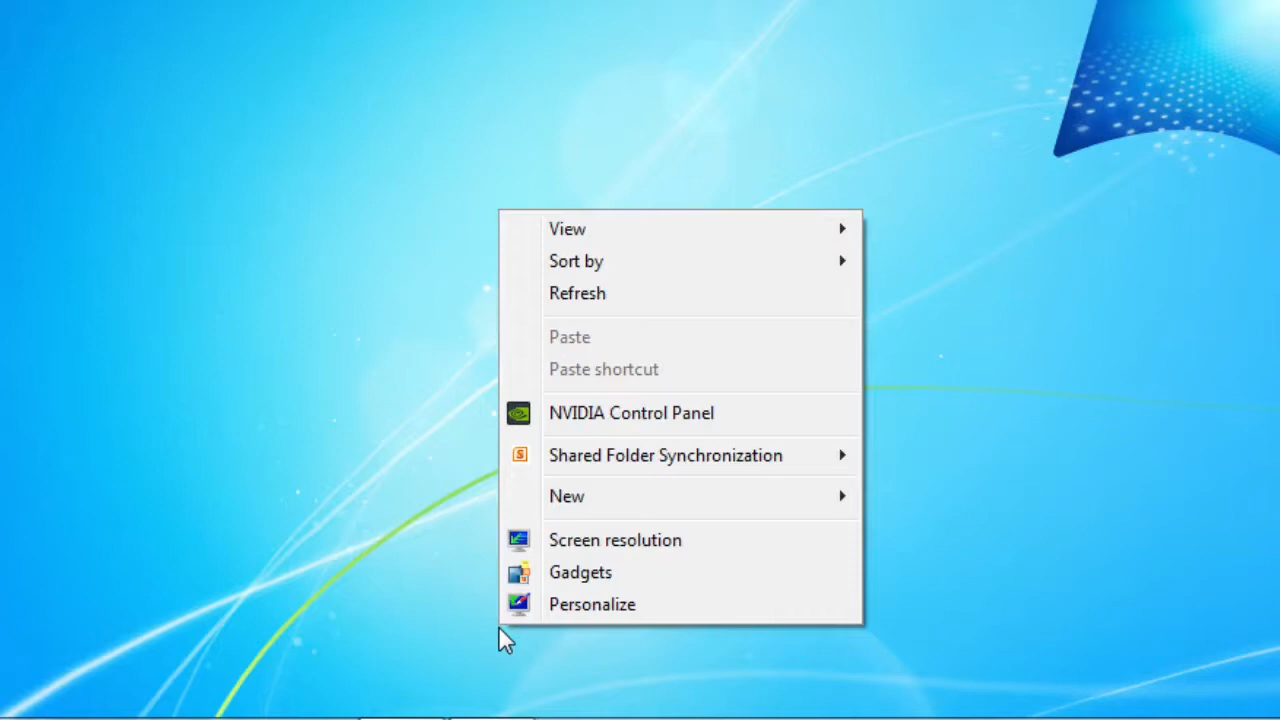 View
Sort by
Refresh
Paste
Paste shortcut
NVIDIA Control Panel
S
Shared Folder Synchronization
New
Screen resolution
Gadgets
Personalize